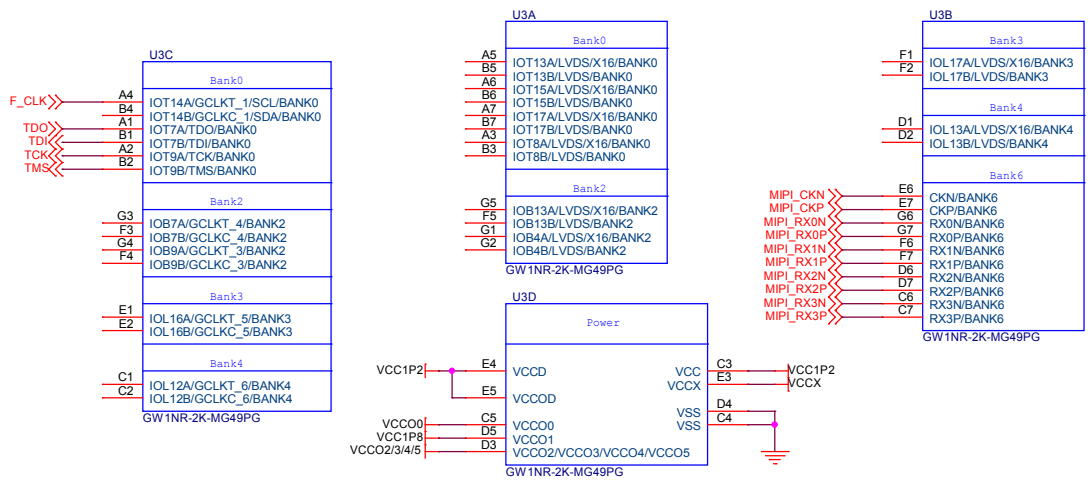 U3C
Bank0
F_CLK A4 IOT14A/GCLKT_1/SCL/BANK0
B4 IOT14B/GCLKC_1/SDA/BANK0
TDO A1 IOT7A/TDO/BANK0
TDI B1 IOT7B/TDI/BANK0
TCK A2 IOT9A/TCK/BANK0
TMS B2 IOT9B/TMS/BANK0
Bank2
G3 IOB7A/GCLKT_4/BANK2
F3 IOB7B/GCLKC_4/BANK2
G4 IOB9A/GCLKT_3/BANK2
F4 IOB9B/GCLKC_3/BANK2
Bank3
E1 IOL16A/GCLKT_5/BANK3
E2 IOL16B/GCLKC_5/BANK3
Bank4
C1 IOL12A/GCLKT_6/BANK4
C2 IOL12B/GCLKC_6/BANK4
GW1NR-2K-MG49PG
U3A
Bank0
A5 IOT13A/LVDS/X16/BANK0
B5 IOT13B/LVDS/BANK0
A6 IOT15A/LVDS/X16/BANK0
B6 IOT15B/LVDS/BANK0
A7 IOT17A/LVDS/X16/BANK0
B7 IOT17B/LVDS/BANK0
A3 IOT8A/LVDS/X16/BANK0
B3 IOT8B/LVDS/BANK0
Bank2
G5 IOB13A/LVDS/X16/BANK2
F5 IOB13B/LVDS/BANK2
G1 IOB4A/LVDS/X16/BANK2
G2 IOB4B/LVDS/BANK2
GW1NR-2K-MG49PG
U3D
Power
VCC1P2 E4 VCCD VCC C3 VCC1P2
VCCX E3 VCCX
E5 VCCOD
VSS D4
VCCO0 C5 VCCO0 VSS C4
VCC1P8 D5 VCCO1
VCCO2/3/4/5 D3 VCCO2/VCCO3/VCCO4/VCCO5
GW1NR-2K-MG49PG
U3B
Bank3
F1 IOL17A/LVDS/X16/BANK3
F2 IOL17B/LVDS/BANK3
Bank4
D1 IOL13A/LVDS/X16/BANK4
D2 IOL13B/LVDS/BANK4
Bank6
MIPI_CKN E6 CKN/BANK6
MIPI_CKP E7 CKP/BANK6
MIPI_RX0N G6 RX0N/BANK6
MIPI_RX0P G7 RX0P/BANK6
MIPI_RX1N F6 RX1N/BANK6
MIPI_RX1P F7 RX1P/BANK6
MIPI_RX2N D6 RX2N/BANK6
MIPI_RX2P D7 RX2P/BANK6
MIPI_RX3N C6 RX3N/BANK6
MIPI_RX3P C7 RX3P/BANK6
GW1NR-2K-MG49PG